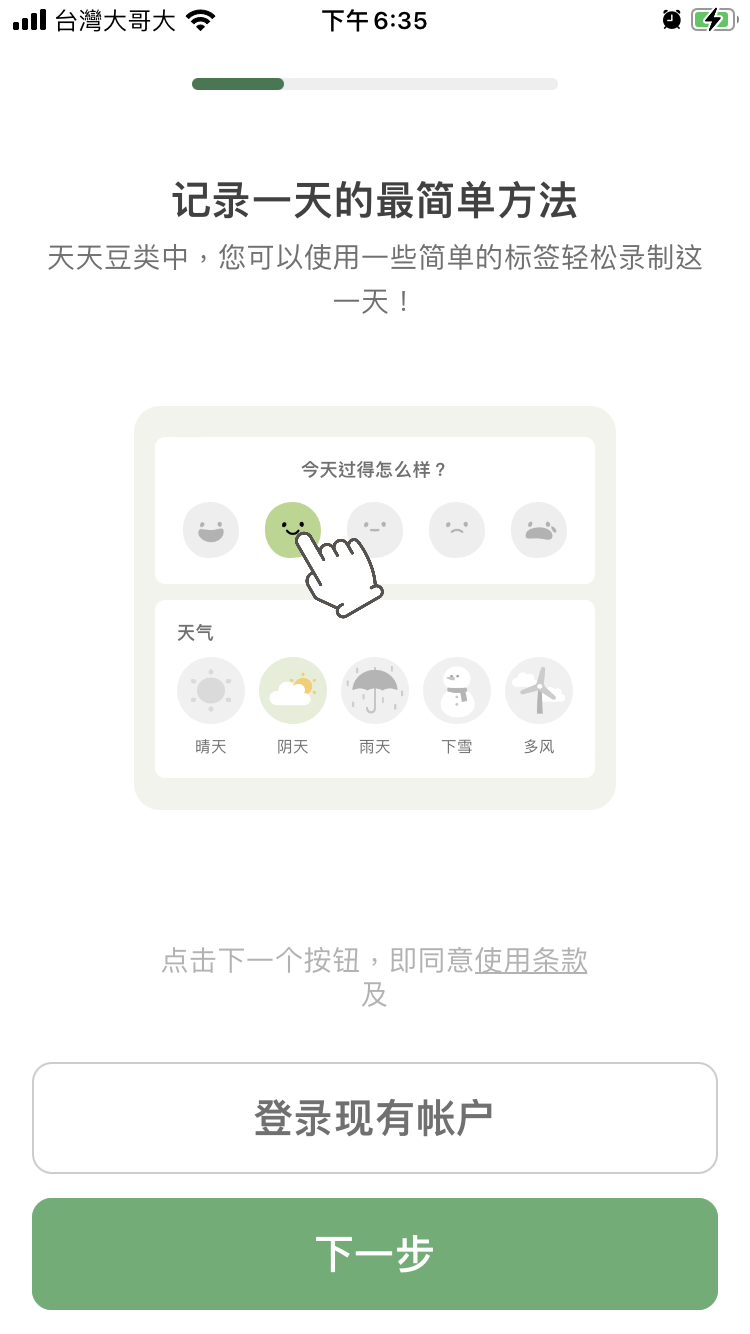 台灣大哥大 下午6:35
记录一天的最简单方法
天天豆类中，您可以使用一些简单的标签轻松录制这
一天！
今天过得怎么样？
天气
晴天 阴天 雨天 下雪 多风
点击下一个按钮，即同意使用条款
及
登录现有帐户
下一步